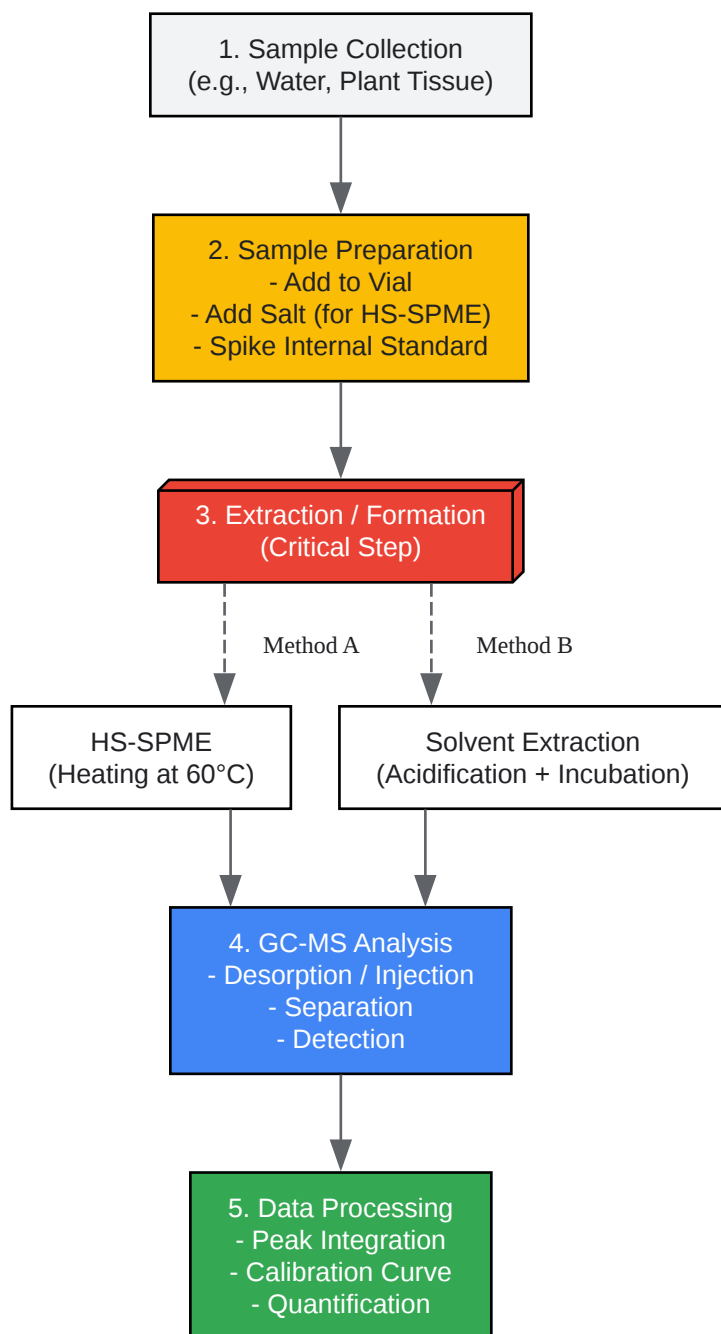 1. Sample Collection
(e.g., Water, Plant Tissue)
2. Sample Preparation
- Add to Vial
- Add Salt (for HS-SPME)
- Spike Internal Standard
3. Extraction / Formation
(Critical Step)
Method A
Method B
HS-SPME
(Heating at 60°C)
Solvent Extraction
(Acidification + Incubation)
4. GC-MS Analysis
- Desorption / Injection
- Separation
- Detection
5. Data Processing
- Peak Integration
- Calibration Curve
- Quantification